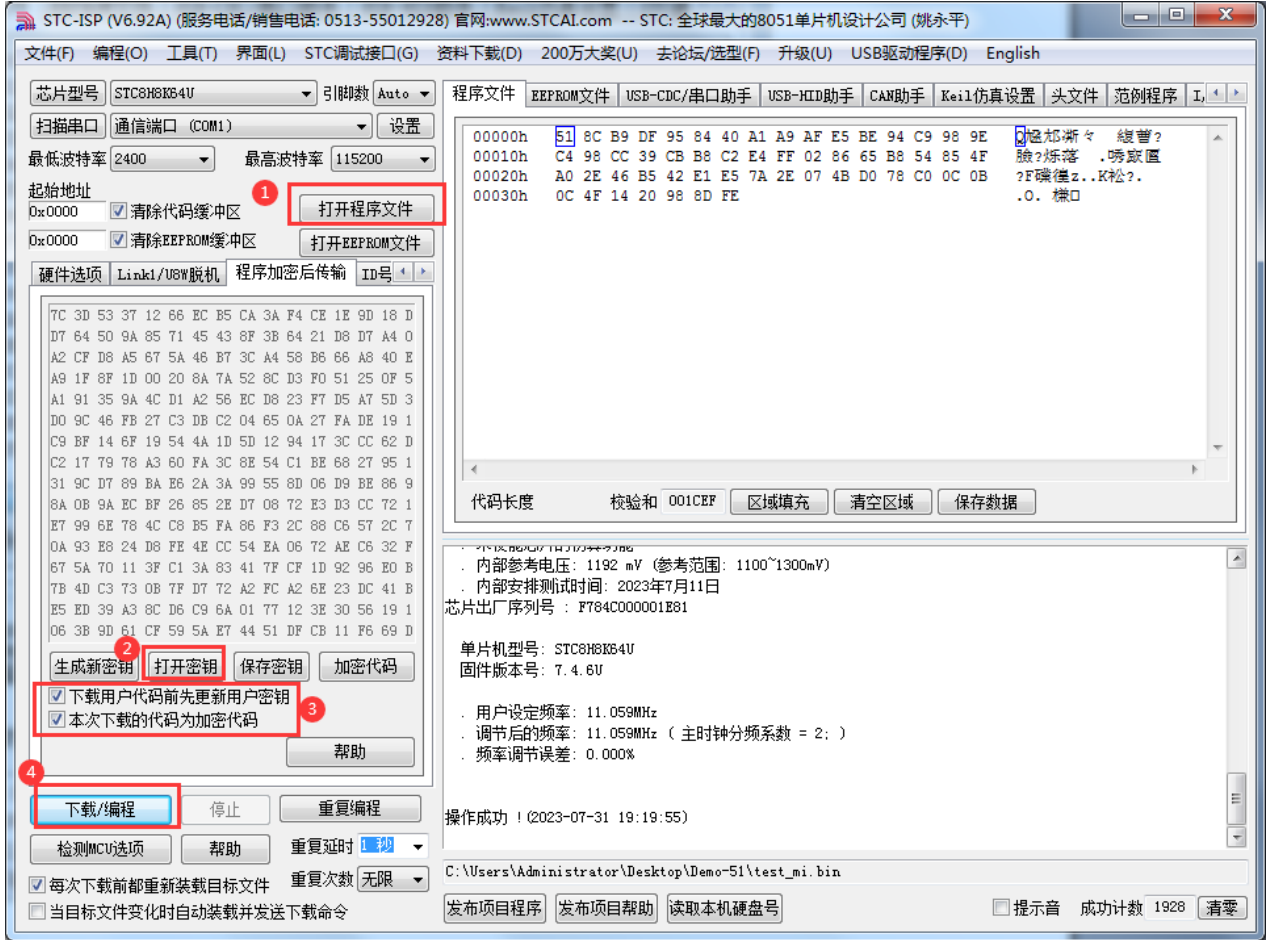 STC-ISP (V6.92A) (服务电话/销售电话: 0513-55012928) 官网:www.STCAI.com -- STC: 全球最大的8051单片机设计公司 (姚永平)
文件(F) 编程(O) 工具(T) 界面(L) STC调试接口(G) 资料下载(D) 200万大奖(U) 去论坛/选型(F) 升级(U) USB驱动程序(D) English
芯片型号 STC8H8K64U 引脚数 Auto
扫描串口 通信端口 (COM1) 设置
最低波特率 2400 最高波特率 115200
起始地址
0x0000 清除代码缓冲区 1 打开程序文件
0x0000 清除EEPROM缓冲区 打开EEPROM文件
硬件选项 Link1/U8W脱机 程序加密后传输 ID号
7C 3D 53 37 12 66 EC B5 CA 3A F4 CE 1E 9D 18 D
D7 64 50 9A 85 71 45 43 8F 3B 64 21 D8 D7 A4 0
A2 CF D8 A5 67 5A 46 B7 3C A4 58 B6 66 A8 40 E
A9 1F 8F 1D 00 20 8A 7A 52 8C D3 F0 51 25 0F 5
A1 91 35 9A 4C D1 A2 56 EC D8 23 F7 D5 A7 5D 3
D0 9C 46 FB 27 C3 DB C2 04 65 0A 27 FA DE 19 1
C9 BF 14 6F 19 54 4A 1D 5D 12 94 17 3C CC 62 D
C2 17 79 78 A3 60 FA 3C 8E 54 C1 BE 68 27 95 1
31 9C D7 89 BA E6 2A 3A 99 55 8D 06 D9 BE 86 9
8A 0B 9A EC BF 26 85 2E D7 08 72 E3 D3 CC 72 1
E7 99 6E 78 4C C8 B5 FA 86 F3 2C 88 C6 57 2C 7
0A 93 E8 24 D8 FE 4E CC 54 EA 06 72 AE C6 32 F
67 5A 70 11 3F C1 3A 83 41 7F CF 1D 92 96 E0 B
7B 4D C3 73 0B 7F D7 72 A2 FC A2 6E 23 DC 41 B
E5 ED 39 A3 8C D6 C9 6A 01 77 12 3E 30 56 19 1
06 3B 9D 61 CF 59 5A E7 44 51 DF CB 11 F6 69 D
2
生成新密钥 打开密钥 保存密钥 加密代码
下载用户代码前先更新用户密钥
本次下载的代码为加密代码
3
帮助
4
下载/编程 停止 重复编程
检测MCU选项 帮助 重复延时 1 秒
每次下载前都重新装载目标文件 重复次数 无限
当目标文件变化时自动装载并发送下载命令
程序文件 EEPROM文件 USB-CDC/串口助手 USB-HID助手 CAN助手 Keil仿真设置 头文件 范例程序
00000h 51 8C B9 DF 95 84 40 A1 A9 AF E5 BE 94 C9 98 9E
00010h C4 98 CC 39 CB B8 C2 E4 FF 02 86 65 B8 54 85 4F
00020h A0 2E 46 B5 42 E1 E5 7A 2E 07 4B D0 78 C0 0C 0B
00030h 0C 4F 14 20 98 8D FE
代码长度 校验和 001CEF 区域填充 清空区域 保存数据
. 内部参考电压: 1192 mV (参考范围: 1100~1300mV)
. 内部安排测试时间: 2023年7月11日
芯片出厂序列号 : F784C000001E81
单片机型号: STC8H8K64U
固件版本号: 7.4.6U
. 用户设定频率: 11.059MHz
. 调节后的频率: 11.059MHz ( 主时钟分频系数 = 2; )
. 频率调节误差: 0.000%
操作成功 !(2023-07-31 19:19:55)
C:\Users\Administrator\Desktop\Demo-51\test_mi.bin
发布项目程序 发布项目帮助 读取本机硬盘号 提示音 成功计数 1928 清零